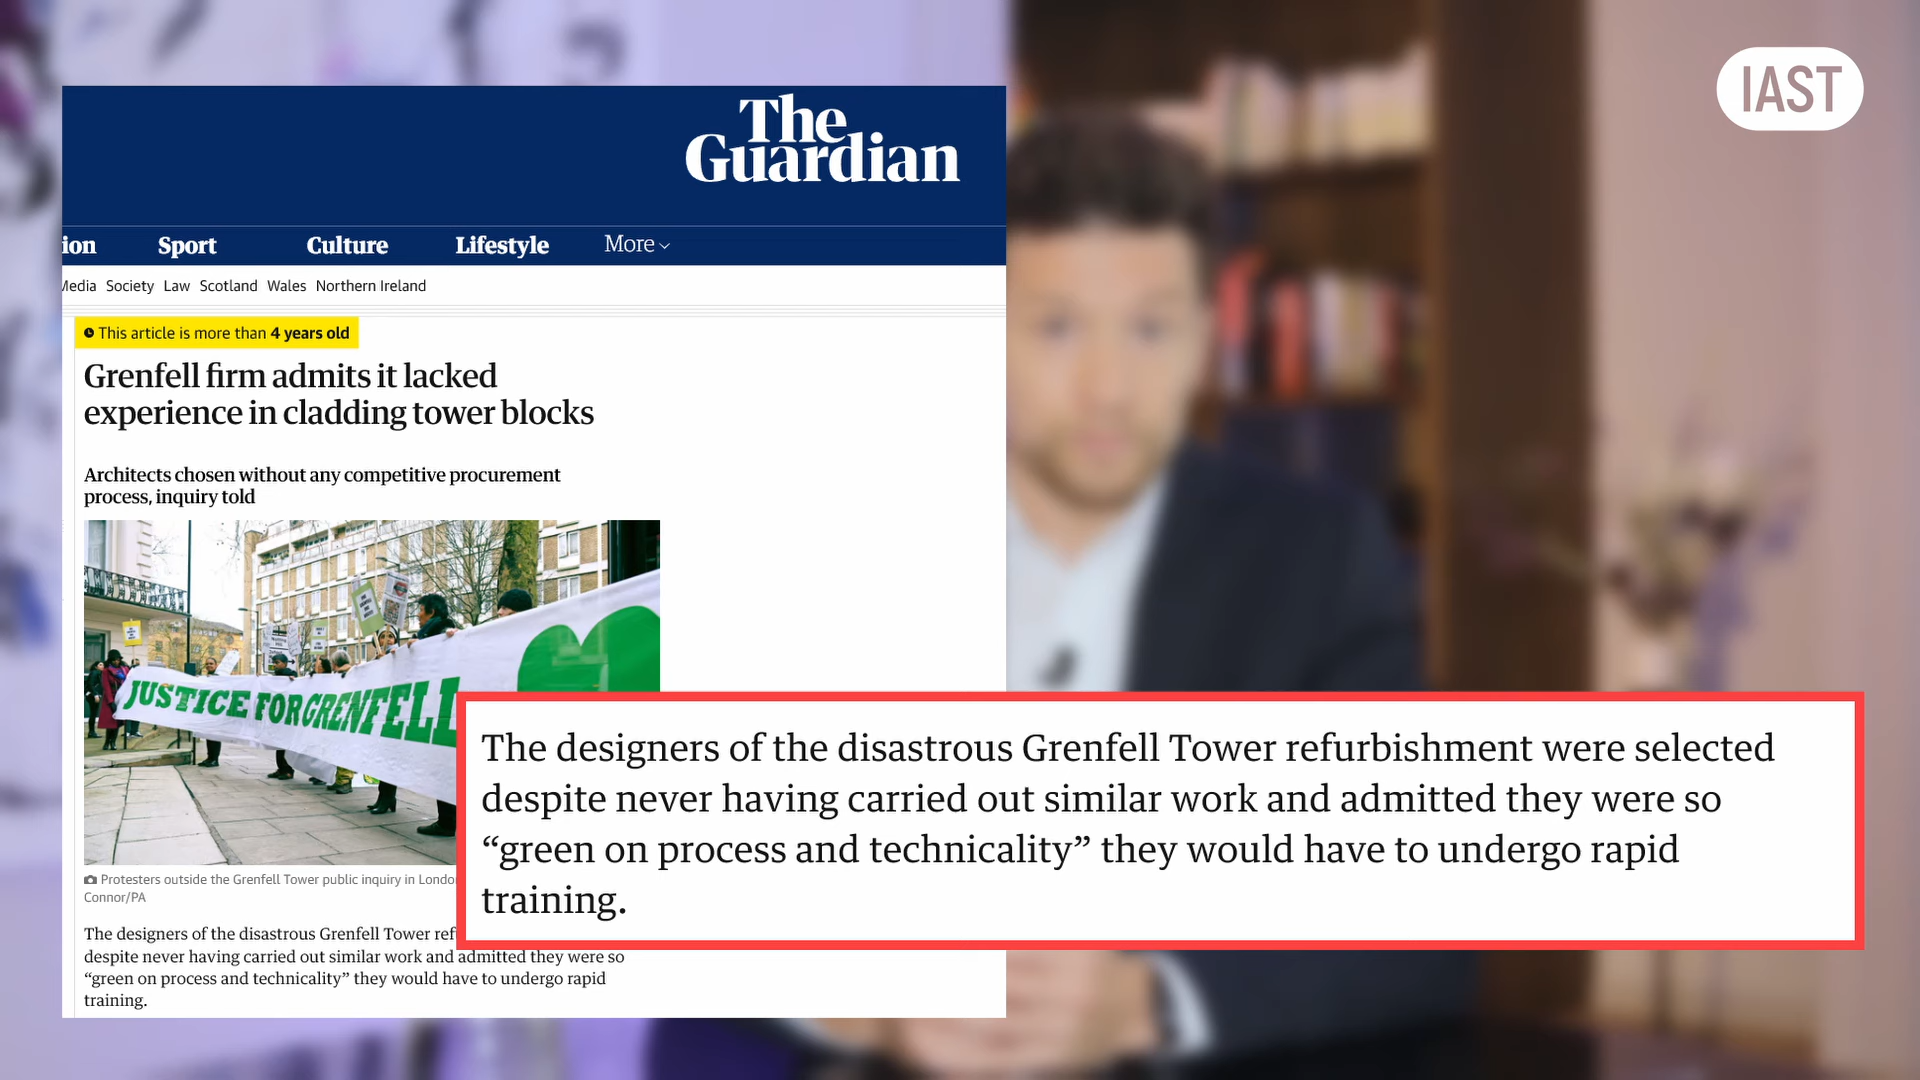 IAST
The
Guardian
ion Sport Culture Lifestyle More
Media Society Law Scotland Wales Northern Ireland
This article is more than 4 years old
Grenfell firm admits it lacked
experience in cladding tower blocks
Architects chosen without any competitive procurement
process, inquiry told
JUSTICE FOR GRENFELL
Protesters outside the Grenfell Tower public inquiry in London
Connor/PA
The designers of the disastrous Grenfell Tower ref
despite never having carried out similar work and admitted they were so
“green on process and technicality” they would have to undergo rapid
training.
The designers of the disastrous Grenfell Tower refurbishment were selected
despite never having carried out similar work and admitted they were so
“green on process and technicality” they would have to undergo rapid
training.